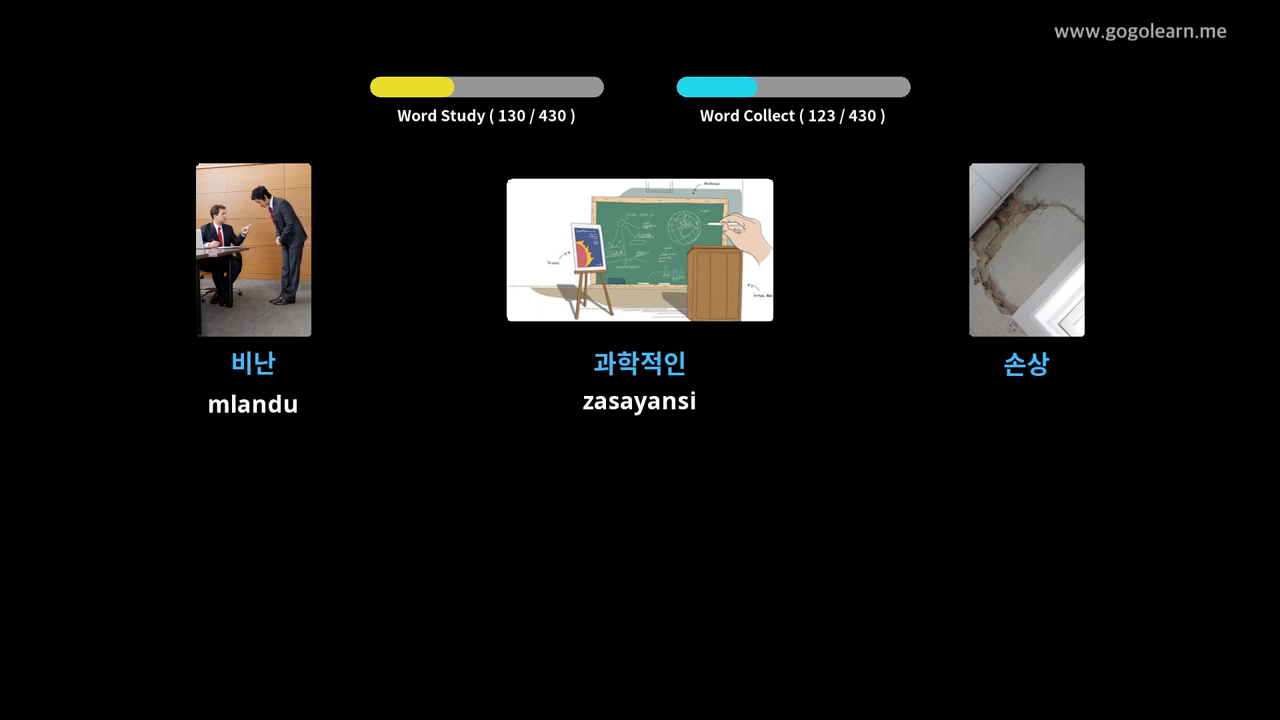 www.gogolearn.me
Word Study ( 130 / 430 )
Word Collect ( 123 / 430 )
비난
과학적인
손상
mlandu
zasayansi